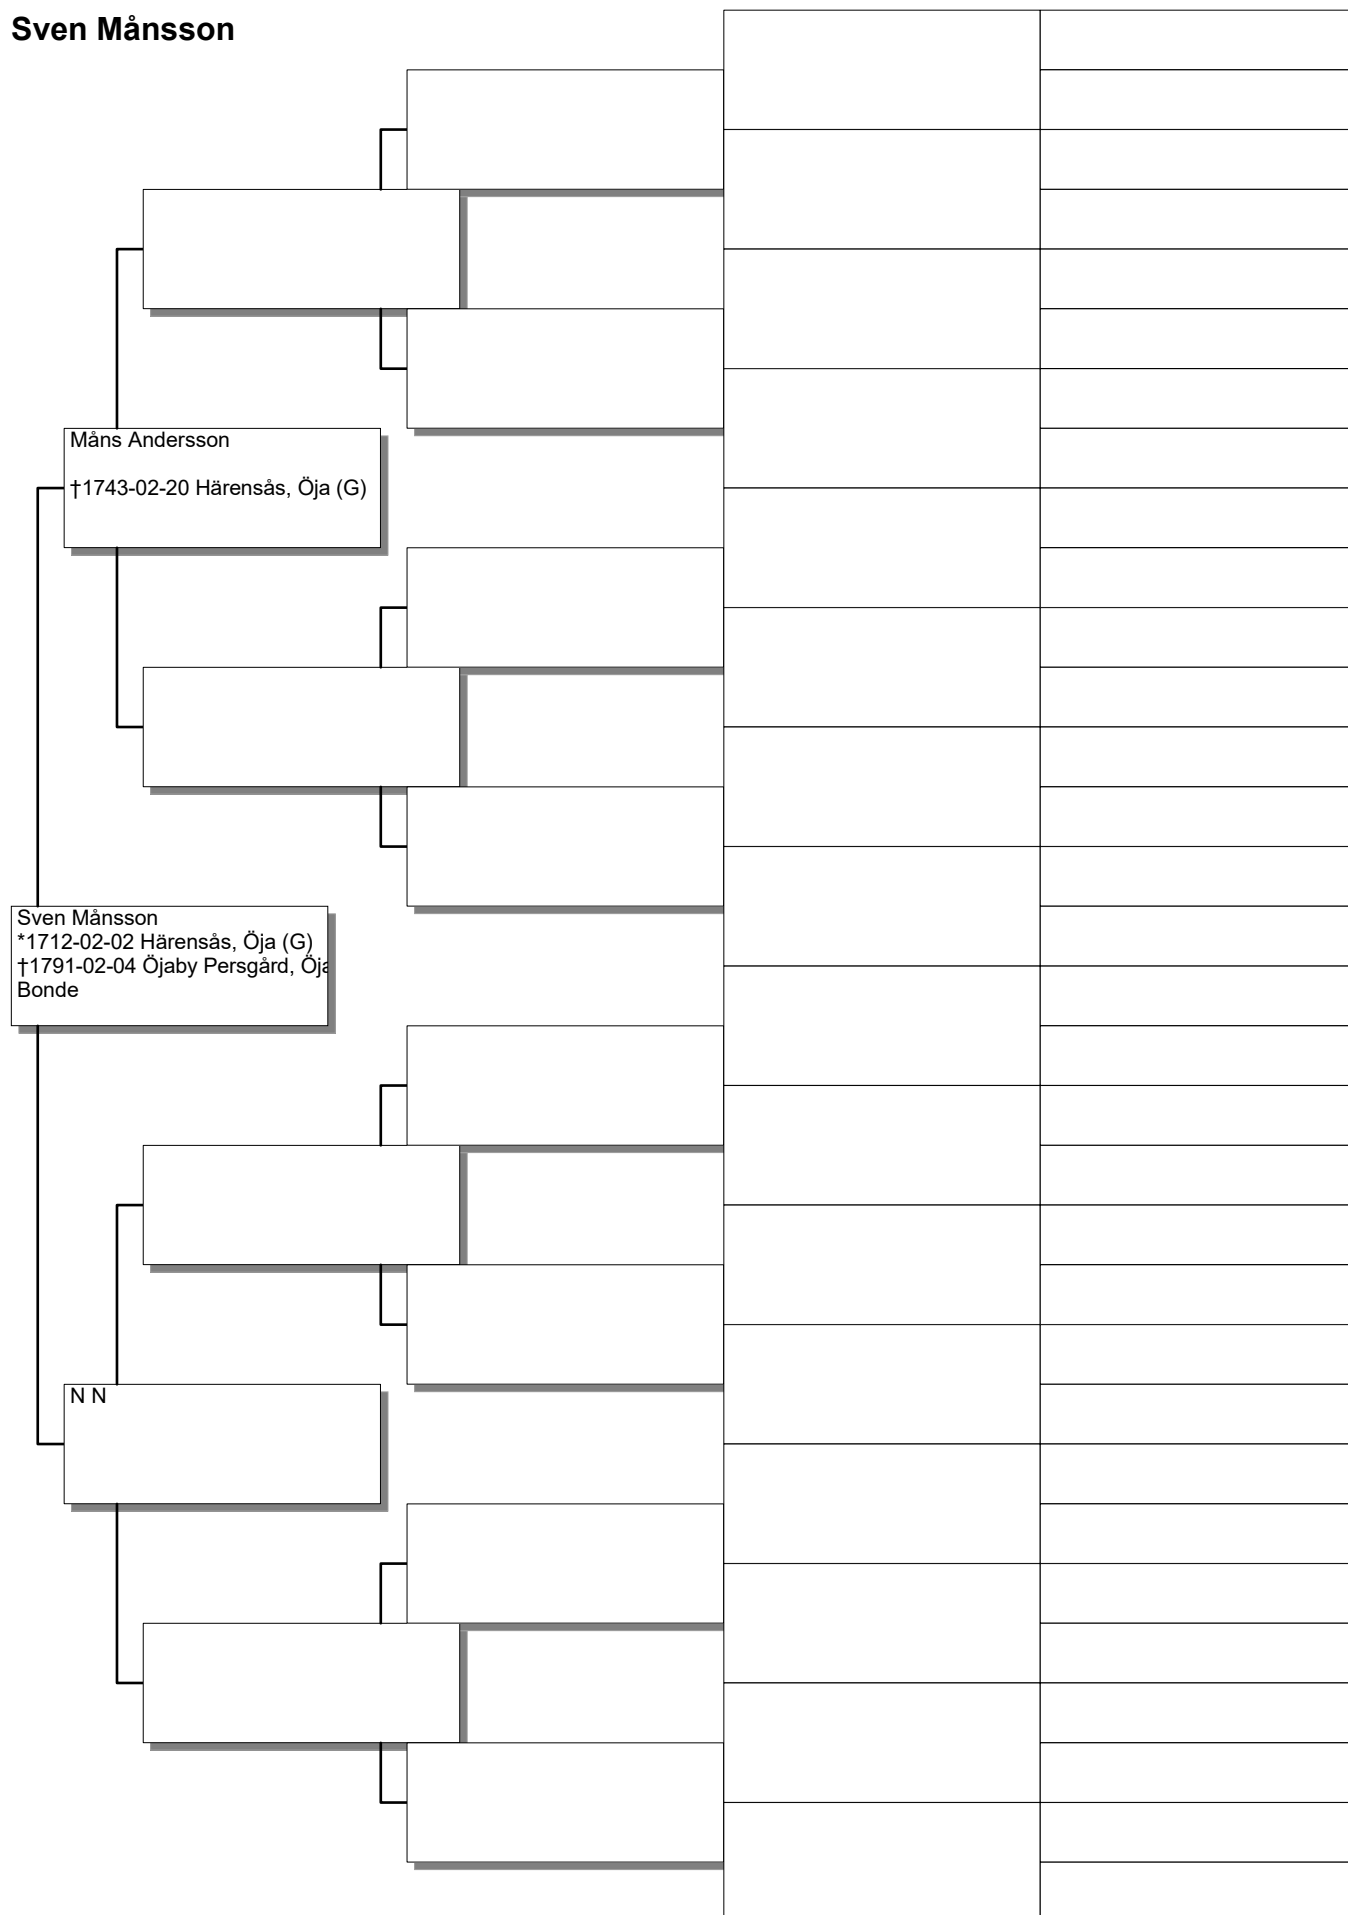 Sven Månsson
Måns Andersson
†1743-02-20 Härensås, Öja (G)
Sven Månsson
*1712-02-02 Härensås, Öja (G)
†1791-02-04 Öjaby Persgård, Öja
Bonde
N N